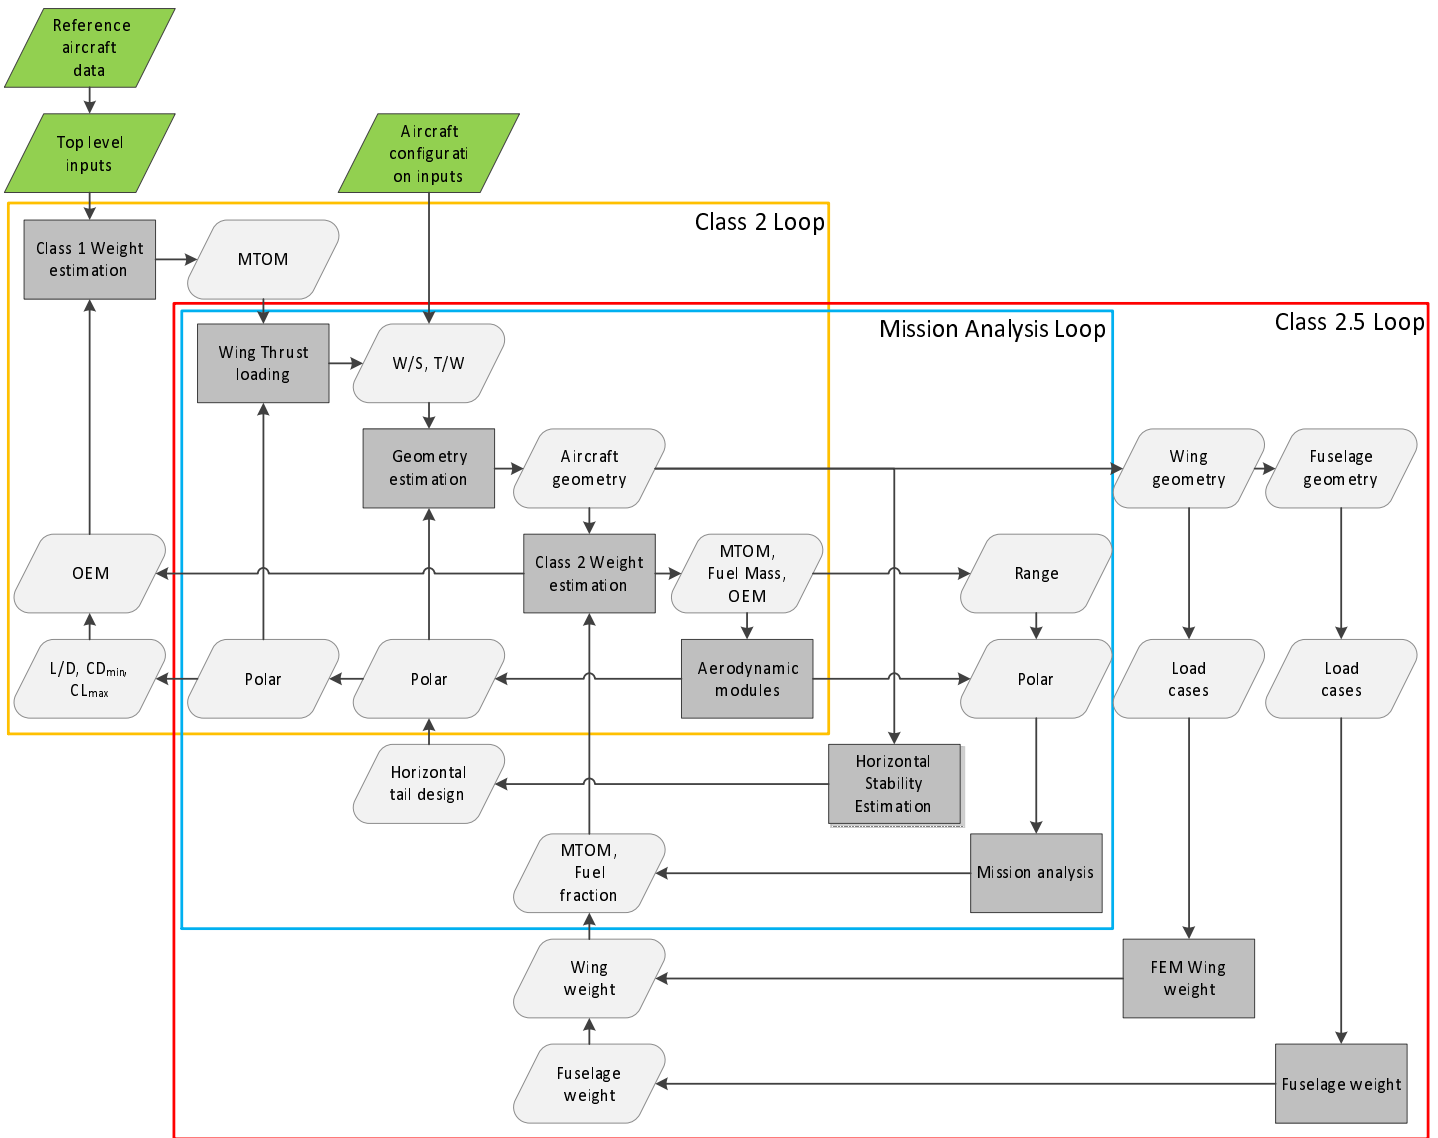 Reference
aircraft
data
Top level
inputs
Aircraft
configurati
on inputs
Class 2 Loop
Class 1 Weight
estimation
MTOM
Class 2.5 Loop
Mission Analysis Loop
Wing Thrust
loading
W/S, T/W
Geometry
estimation
Aircraft
geometry
Wing
geometry
Fuselage
geometry
OEM
Class 2 Weight
estimation
MTOM,
Fuel Mass,
OEM
Range
L/D, CDmin,
CLmax
Polar
Polar
Aerodynamic
modules
Polar
Load
cases
Load
cases
Horizontal
tail design
Horizontal
Stability
Estimation
MTOM,
Fuel
fraction
Mission analysis
Wing
weight
FEM Wing
weight
Fuselage
weight
Fuselage weight